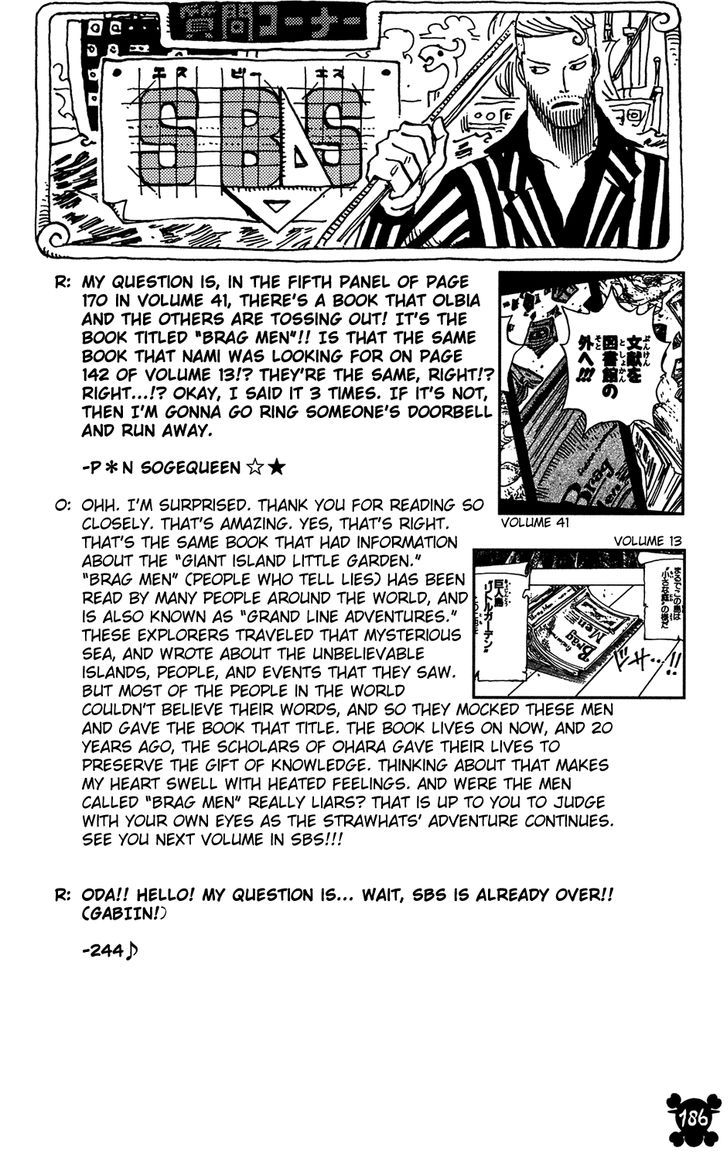 質問コーナー
エスビーエス
SBS
R: MY QUESTION IS, IN THE FIFTH PANEL OF PAGE
170 IN VOLUME 41, THERE'S A BOOK THAT OLBIA
AND THE OTHERS ARE TOSSING OUT! IT'S THE
BOOK TITLED "BRAG MEN"!! IS THAT THE SAME
BOOK THAT NAMI WAS LOOKING FOR ON PAGE
142 OF VOLUME 13!? THEY'RE THE SAME, RIGHT!?
RIGHT...!? OKAY, I SAID IT 3 TIMES. IF IT'S NOT,
THEN I'M GONNA GO RING SOMEONE'S DOORBELL
AND RUN AWAY.
-P*N SOGEQUEEN☆★
文献を
図書館の
外へ!!!
ぶんけん
としょかん
そと
Brag
Men
VOLUME 41
O: OHH. I'M SURPRISED. THANK YOU FOR READING SO
CLOSELY. THAT'S AMAZING. YES, THAT'S RIGHT.
THAT'S THE SAME BOOK THAT HAD INFORMATION
ABOUT THE "GIANT ISLAND LITTLE GARDEN."
"BRAG MEN" (PEOPLE WHO TELL LIES) HAS BEEN
READ BY MANY PEOPLE AROUND THE WORLD, AND
IS ALSO KNOWN AS "GRAND LINE ADVENTURES."
THESE EXPLORERS TRAVELED THAT MYSTERIOUS
SEA, AND WROTE ABOUT THE UNBELIEVABLE
ISLANDS, PEOPLE, AND EVENTS THAT THEY SAW.
BUT MOST OF THE PEOPLE IN THE WORLD
COULDN'T BELIEVE THEIR WORDS, AND SO THEY MOCKED THESE MEN
AND GAVE THE BOOK THAT TITLE. THE BOOK LIVES ON NOW, AND 20
YEARS AGO, THE SCHOLARS OF OHARA GAVE THEIR LIVES TO
PRESERVE THE GIFT OF KNOWLEDGE. THINKING ABOUT THAT MAKES
MY HEART SWELL WITH HEATED FEELINGS. AND WERE THE MEN
CALLED "BRAG MEN" REALLY LIARS? THAT IS UP TO YOU TO JUDGE
WITH YOUR OWN EYES AS THE STRAWHATS' ADVENTURE CONTINUES.
SEE YOU NEXT VOLUME IN SBS!!!
VOLUME 13
まるでこの島は
"小さな庭"の様だ
巨人島
"リトルガーデン"
Brag
Men
ドサ…!!
R: ODA!! HELLO! MY QUESTION IS... WAIT, SBS IS ALREADY OVER!!
(GABIIN!)
-244♪
186